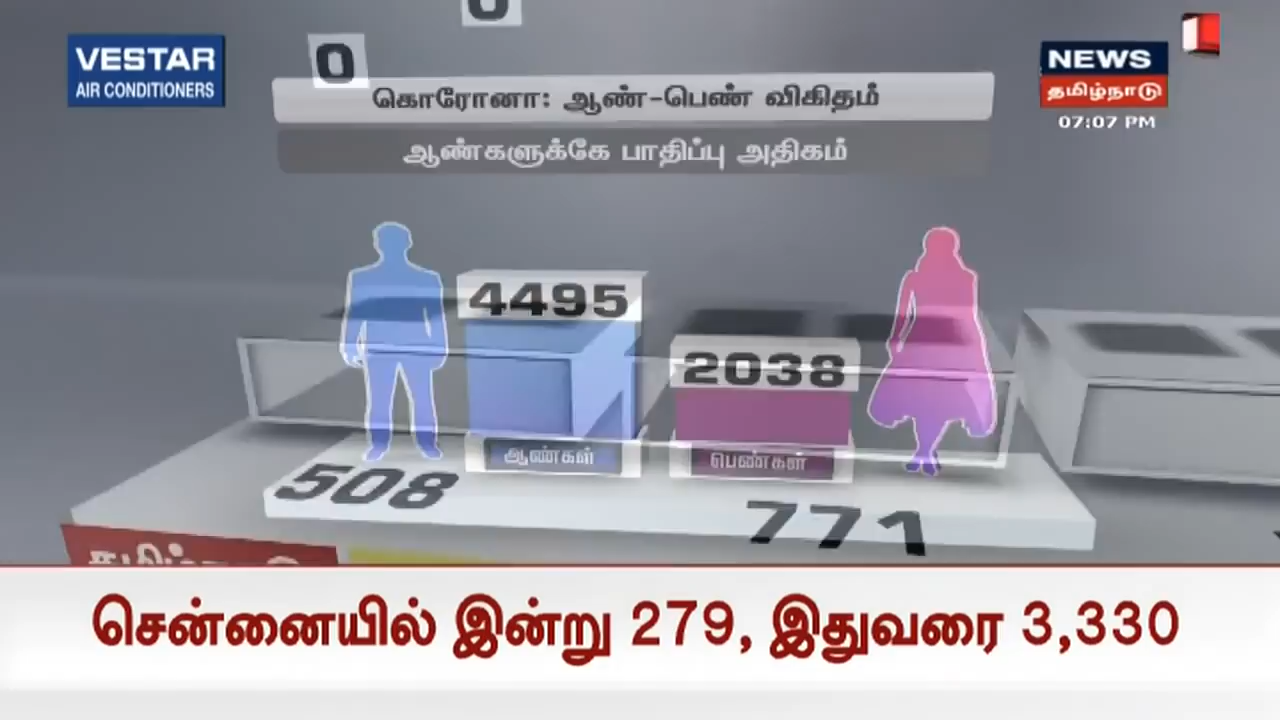 0
0
VESTAR
AIR CONDITIONERS
NEWS
தமிழ்நாடு
07:07 PM
கொரோனா: ஆண்-பெண் விகிதம்
ஆண்களுக்கே பாதிப்பு அதிகம்
4495
2038
ஆண்கள்
பெண்கள்
508
771
சென்னையில் இன்று 279, இதுவரை 3,330